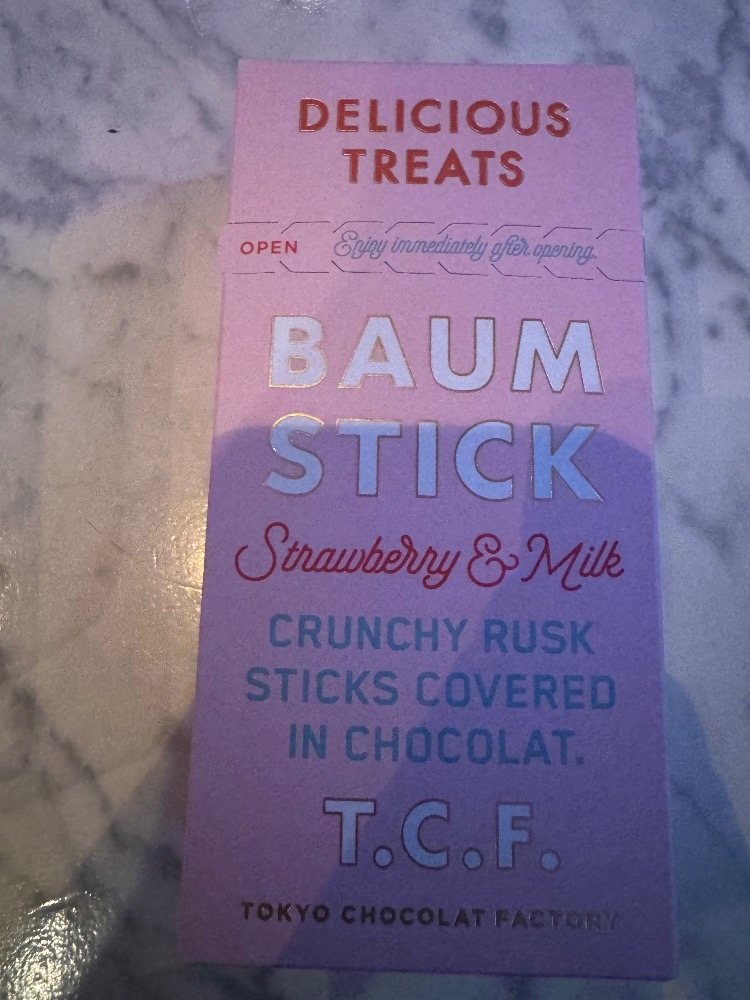 DELICIOUS
TREATS
OPEN Enjoy immediately after opening.
BAUM
STICK
Strawberry & Milk
CRUNCHY RUSK
STICKS COVERED
IN CHOCOLAT.
T.C.F.
TOKYO CHOCOLAT FACTORY